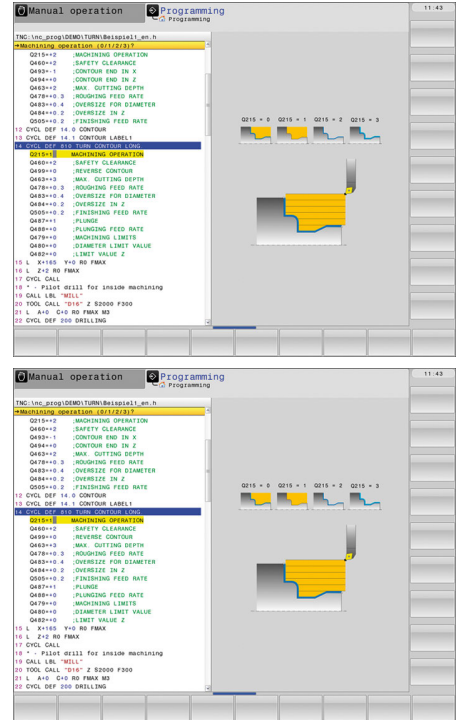 Manual operation
Programming
Programming
11:43
TNC:\nc_prog\DEMO\TURN\Beispiel1_en.h
→Machining operation (0/1/2/3)?
Q215=+2 ;MACHINING OPERATION
Q460=+2 ;SAFETY CLEARANCE
Q493=-1 ;CONTOUR END IN X
Q494=+0 ;CONTOUR END IN Z
Q463=+2 ;MAX. CUTTING DEPTH
Q478=+0.3 ;ROUGHING FEED RATE
Q483=+0.4 ;OVERSIZE FOR DIAMETER
Q484=+0.2 ;OVERSIZE IN Z
Q505=+0.2 ;FINISHING FEED RATE
12 CYCL DEF 14.0 CONTOUR
13 CYCL DEF 14.1 CONTOUR LABEL1
14 CYCL DEF 810 TURN CONTOUR LONG.
Q215=+1 MACHINING OPERATION
Q460=+2 ;SAFETY CLEARANCE
Q499=+0 ;REVERSE CONTOUR
Q463=+3 ;MAX. CUTTING DEPTH
Q478=+0.3 ;ROUGHING FEED RATE
Q483=+0.4 ;OVERSIZE FOR DIAMETER
Q484=+0.2 ;OVERSIZE IN Z
Q505=+0.2 ;FINISHING FEED RATE
Q487=+1 ;PLUNGE
Q488=+0 ;PLUNGING FEED RATE
Q479=+0 ;MACHINING LIMITS
Q480=+0 ;DIAMETER LIMIT VALUE
Q482=+0 ;LIMIT VALUE Z
15 L X+165 Y+0 R0 FMAX
16 L Z+2 R0 FMAX
17 CYCL CALL
18 * - Pilot drill for inside machining
19 CALL LBL "MILL"
20 TOOL CALL "D16" Z S2000 F300
21 L A+0 C+0 R0 FMAX M3
22 CYCL DEF 200 DRILLING
Q215 = 0 Q215 = 1 Q215 = 2 Q215 = 3
Manual operation
Programming
Programming
11:43
TNC:\nc_prog\DEMO\TURN\Beispiel1_en.h
→Machining operation (0/1/2/3)?
Q215=+2 ;MACHINING OPERATION
Q460=+2 ;SAFETY CLEARANCE
Q493=-1 ;CONTOUR END IN X
Q494=+0 ;CONTOUR END IN Z
Q463=+2 ;MAX. CUTTING DEPTH
Q478=+0.3 ;ROUGHING FEED RATE
Q483=+0.4 ;OVERSIZE FOR DIAMETER
Q484=+0.2 ;OVERSIZE IN Z
Q505=+0.2 ;FINISHING FEED RATE
12 CYCL DEF 14.0 CONTOUR
13 CYCL DEF 14.1 CONTOUR LABEL1
14 CYCL DEF 810 TURN CONTOUR LONG.
Q215=+1 MACHINING OPERATION
Q460=+2 ;SAFETY CLEARANCE
Q499=+0 ;REVERSE CONTOUR
Q463=+3 ;MAX. CUTTING DEPTH
Q478=+0.3 ;ROUGHING FEED RATE
Q483=+0.4 ;OVERSIZE FOR DIAMETER
Q484=+0.2 ;OVERSIZE IN Z
Q505=+0.2 ;FINISHING FEED RATE
Q487=+1 ;PLUNGE
Q488=+0 ;PLUNGING FEED RATE
Q479=+0 ;MACHINING LIMITS
Q480=+0 ;DIAMETER LIMIT VALUE
Q482=+0 ;LIMIT VALUE Z
15 L X+165 Y+0 R0 FMAX
16 L Z+2 R0 FMAX
17 CYCL CALL
18 * - Pilot drill for inside machining
19 CALL LBL "MILL"
20 TOOL CALL "D16" Z S2000 F300
21 L A+0 C+0 R0 FMAX M3
22 CYCL DEF 200 DRILLING
Q215 = 0 Q215 = 1 Q215 = 2 Q215 = 3